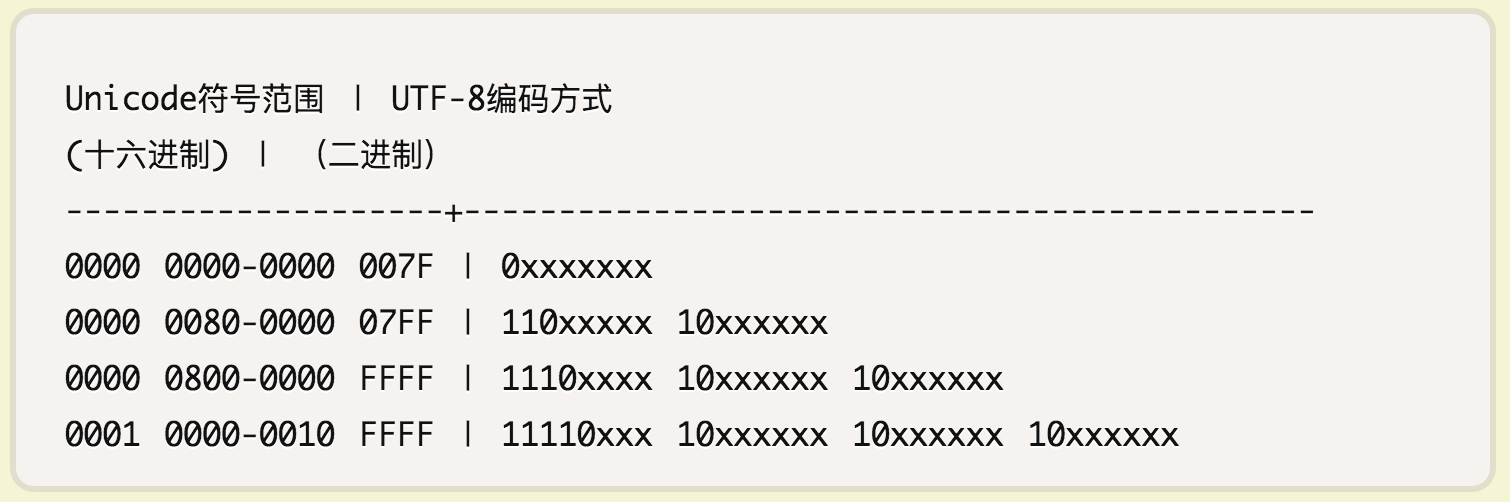 Unicode符号范围 | UTF-8编码方式
(十六进制) | （二进制）
--------------------+---------------------------------------------
0000 0000-0000 007F | 0xxxxxxx
0000 0080-0000 07FF | 110xxxxx 10xxxxxx
0000 0800-0000 FFFF | 1110xxxx 10xxxxxx 10xxxxxx
0001 0000-0010 FFFF | 11110xxx 10xxxxxx 10xxxxxx 10xxxxxx